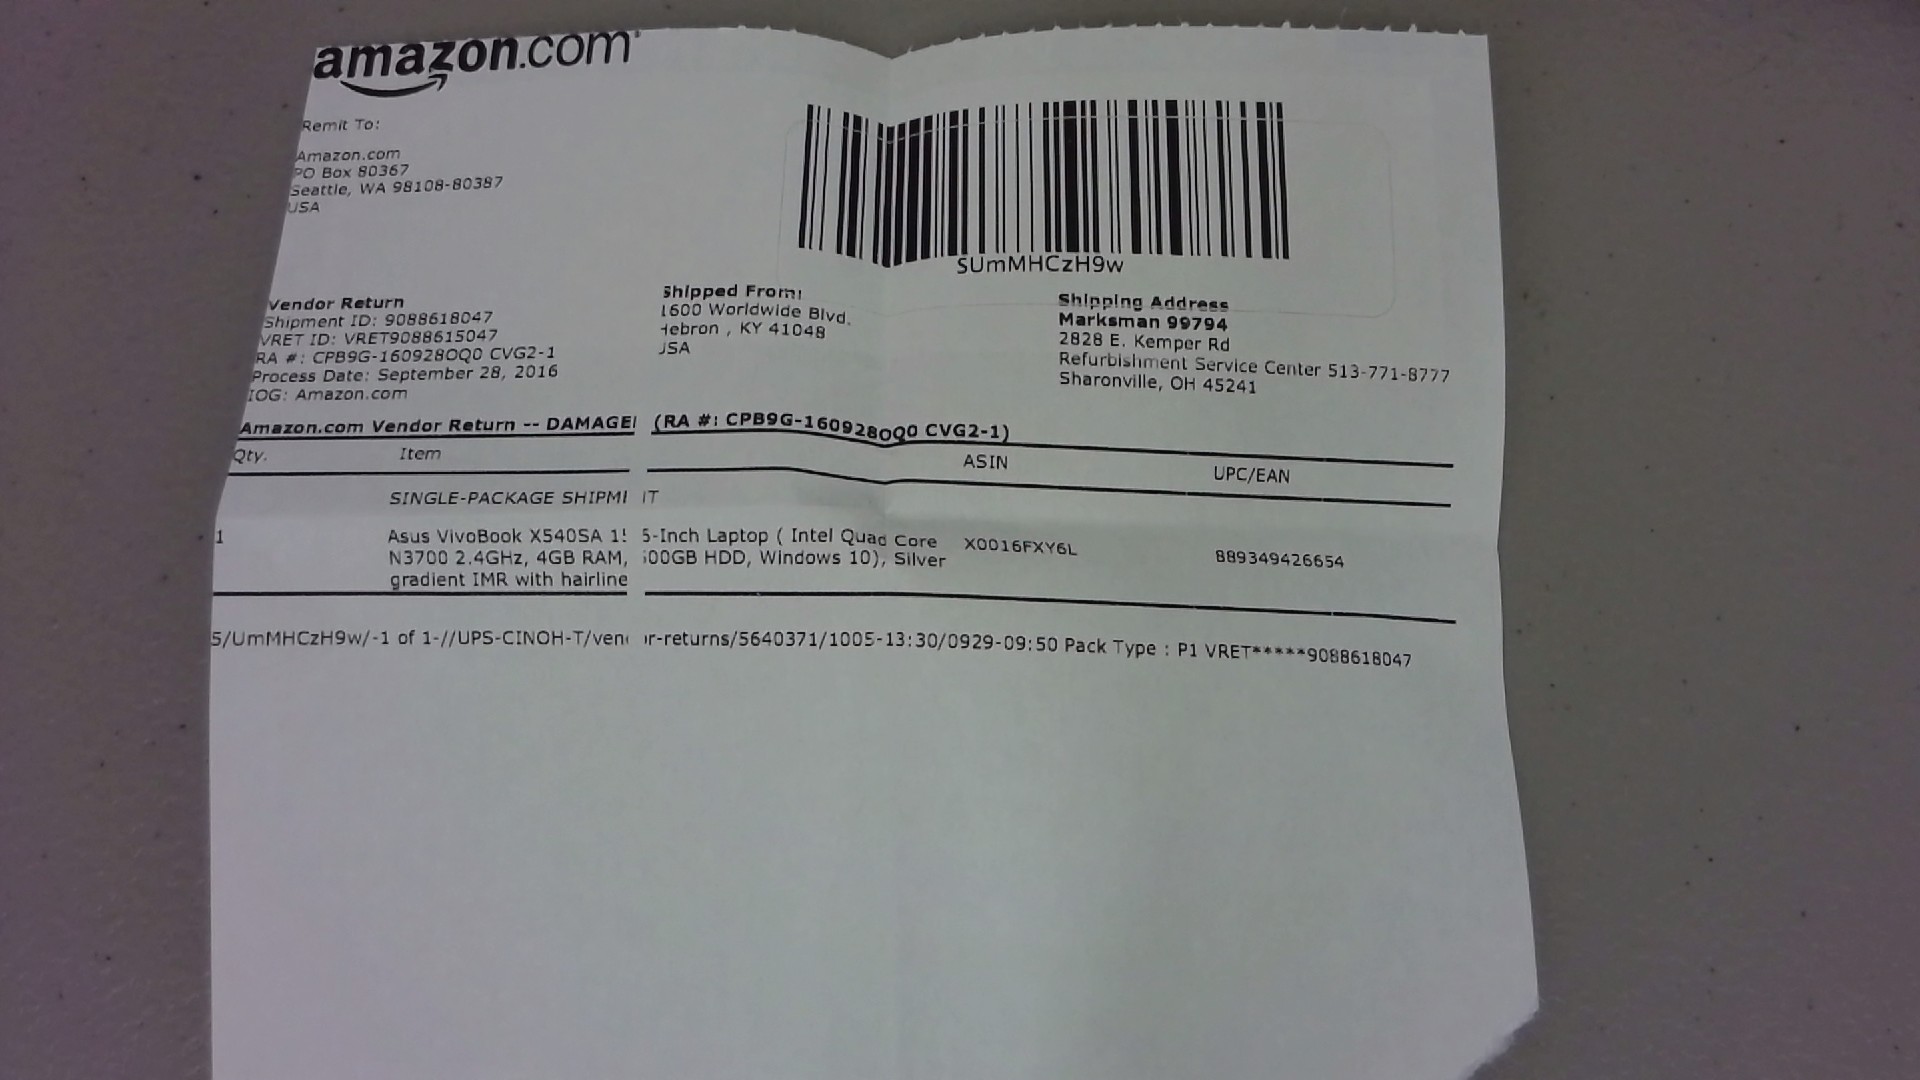 amazon.com
Remit To:
Amazon.com
PO Box 80367
Seattle, WA 98108-80387
USA
SUmMHCzH9w
Vendor Return
Shipment ID: 9088618047
VRET ID: VRET9088615047
RA #: CPB9G-160928OQ0 CVG2-1
Process Date: September 28, 2016
IOG: Amazon.com
Shipped From:
1600 Worldwide Blvd.
Hebron , KY 41048
USA
Shipping Address
Marksman 99794
2828 E. Kemper Rd
Refurbishment Service Center 513-771-8777
Sharonville, OH 45241
Amazon.com Vendor Return -- DAMAGE (RA #: CPB9G-160928OQ0 CVG2-1)
Qty. Item ASIN UPC/EAN
SINGLE-PACKAGE SHIPM T
1 Asus VivoBook X540SA 15-Inch Laptop ( Intel Quad Core X0016FXY6L 889349426654
N3700 2.4GHz, 4GB RAM, 500GB HDD, Windows 10), Silver
gradient IMR with hairline
S/UmMHCzH9w/-1 of 1-//UPS-CINOH-T/ven r-returns/5640371/1005-13:30/0929-09:50 Pack Type : P1 VRET*****9088618047